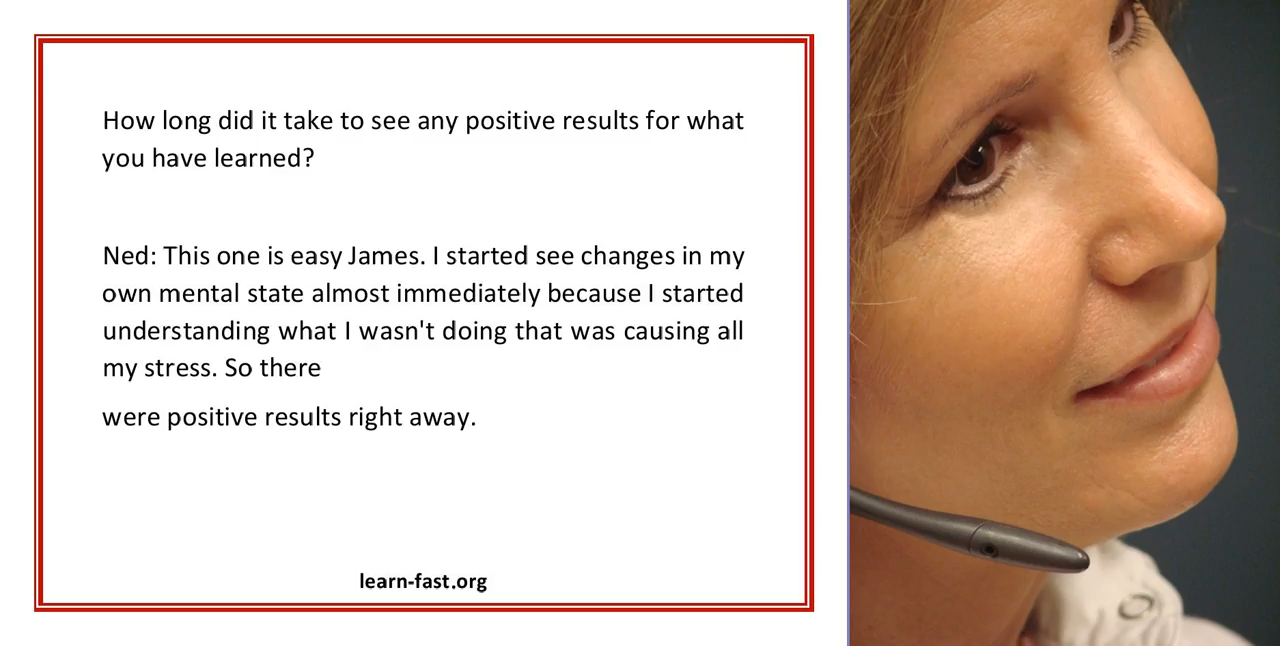 How long did it take to see any positive results for what
you have learned?
Ned: This one is easy James. I started see changes in my
own mental state almost immediately because I started
understanding what I wasn't doing that was causing all
my stress. So there
were positive results right away.
learn-fast.org